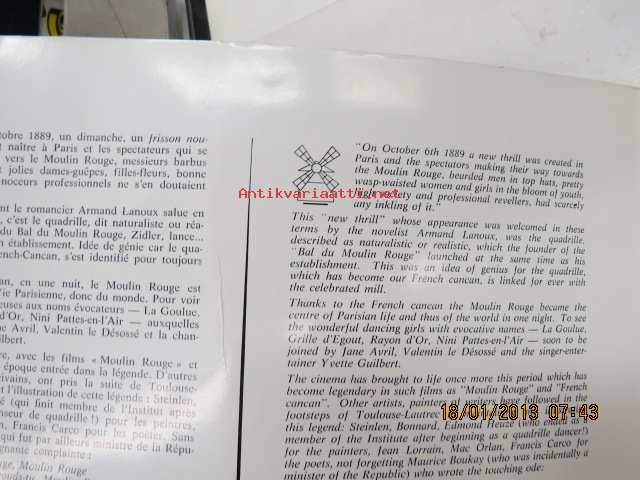 tobre 1889, un dimanche, un frisson nou-
t naître à Paris et les spectateurs qui se
vers le Moulin Rouge, messieurs barbus
t jolies dames-guêpes, filles-fleurs, bonne
noceurs professionnels ne s'en doutaient
nt le romancier Armand Lanoux salue en
, c'est le quadrille, dit naturaliste ou réa-
du Bal du Moulin Rouge, Zidler, lance...
n établissement. Idée de génie car le qua-
ench-Cancan, s'est identifié pour toujours
an, en une nuit, le Moulin Rouge est
Vie Parisienne, donc du monde. Pour voir
euses aux noms évocateurs — La Goulue,
d'Or, Nini Pattes-en-l'Air — auxquelles
ne Avril, Valentin le Désossé et la chan-
ilbert.
re, avec les films « Moulin Rouge » et
époque entrée dans la légende. D'autres
rivains, ont pris la suite de Toulouse-
t l'illustration de cette légende : Steinlen,
é qui finit membre de l'Institut après
nseur de quadrille !) pour les peintres,
n, Francis Carco pour les poètes. Sans
qui fut par ailleurs ministre de la Répu-
gnante complainte :
Rouge, Moulin Rouge
"On October 6th 1889 a new thrill was created in
Paris and the spectators making their way towards
the Moulin Rouge, bearded men in top hats, pretty
wasp-waisted women and girls in the bloom of youth,
high society and professional revellers, had scarcely
any inkling of it."
This "new thrill" whose appearance was welcomed in these
terms by the novelist Armand Lanoux, was the quadrille,
described as naturalistic or realistic, which the founder of the
"Bal du Moulin Rouge" launched at the same time as his
establishment. This was an idea of genius for the quadrille,
which has become our French cancan, is linked for ever with
the celebrated mill.
Thanks to the French cancan the Moulin Rouge became the
centre of Parisian life and thus of the world in one night. To see
the wonderful dancing girls with evocative names — La Goulue,
Grille d'Egout, Rayon d'Or, Nini Pattes-en-l'Air — soon to be
joined by Jane Avril, Valentin le Désossé and the singer-enter-
tainer Yvette Guilbert.
The cinema has brought to life once more this period which has
become legendary in such films as "Moulin Rouge" and "French
cancan". Other artists, painters or writers have followed in the
footsteps of Toulouse-Lautrec
this legend: Steinlen, Bonnard, Edmond Heuzé (who ended as a
member of the Institute after beginning as a quadrille dancer!)
for the painters, Jean Lorrain, Mac Orlan, Francis Carco for
the poets, not forgetting Maurice Boukay (who was incidentally a
minister of the Republic) who wrote the touching ode:
Antikvariaatti.net
18/01/2013 07:43